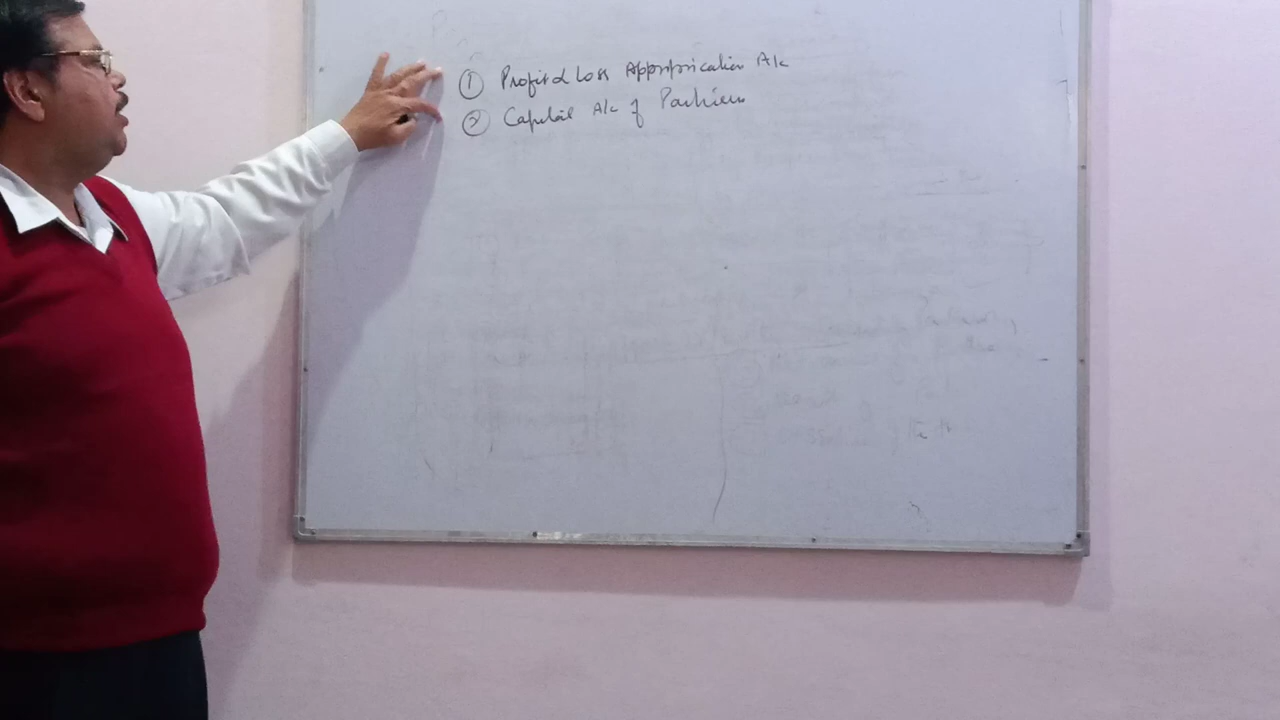 ① Profit & Loss Appropriation A/c
② Capital A/c of Partners